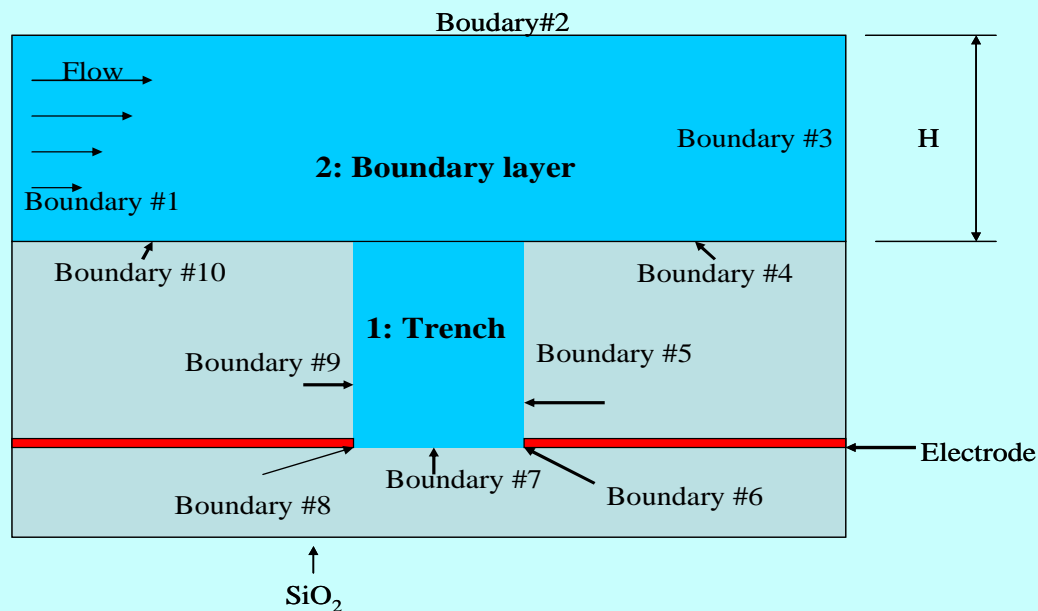 Boudary#2
Flow
Boundary #3
H
2: Boundary layer
Boundary #1
Boundary #10
Boundary #4
1: Trench
Boundary #9
Boundary #5
Electrode
Boundary #7
Boundary #8
Boundary #6
SiO2